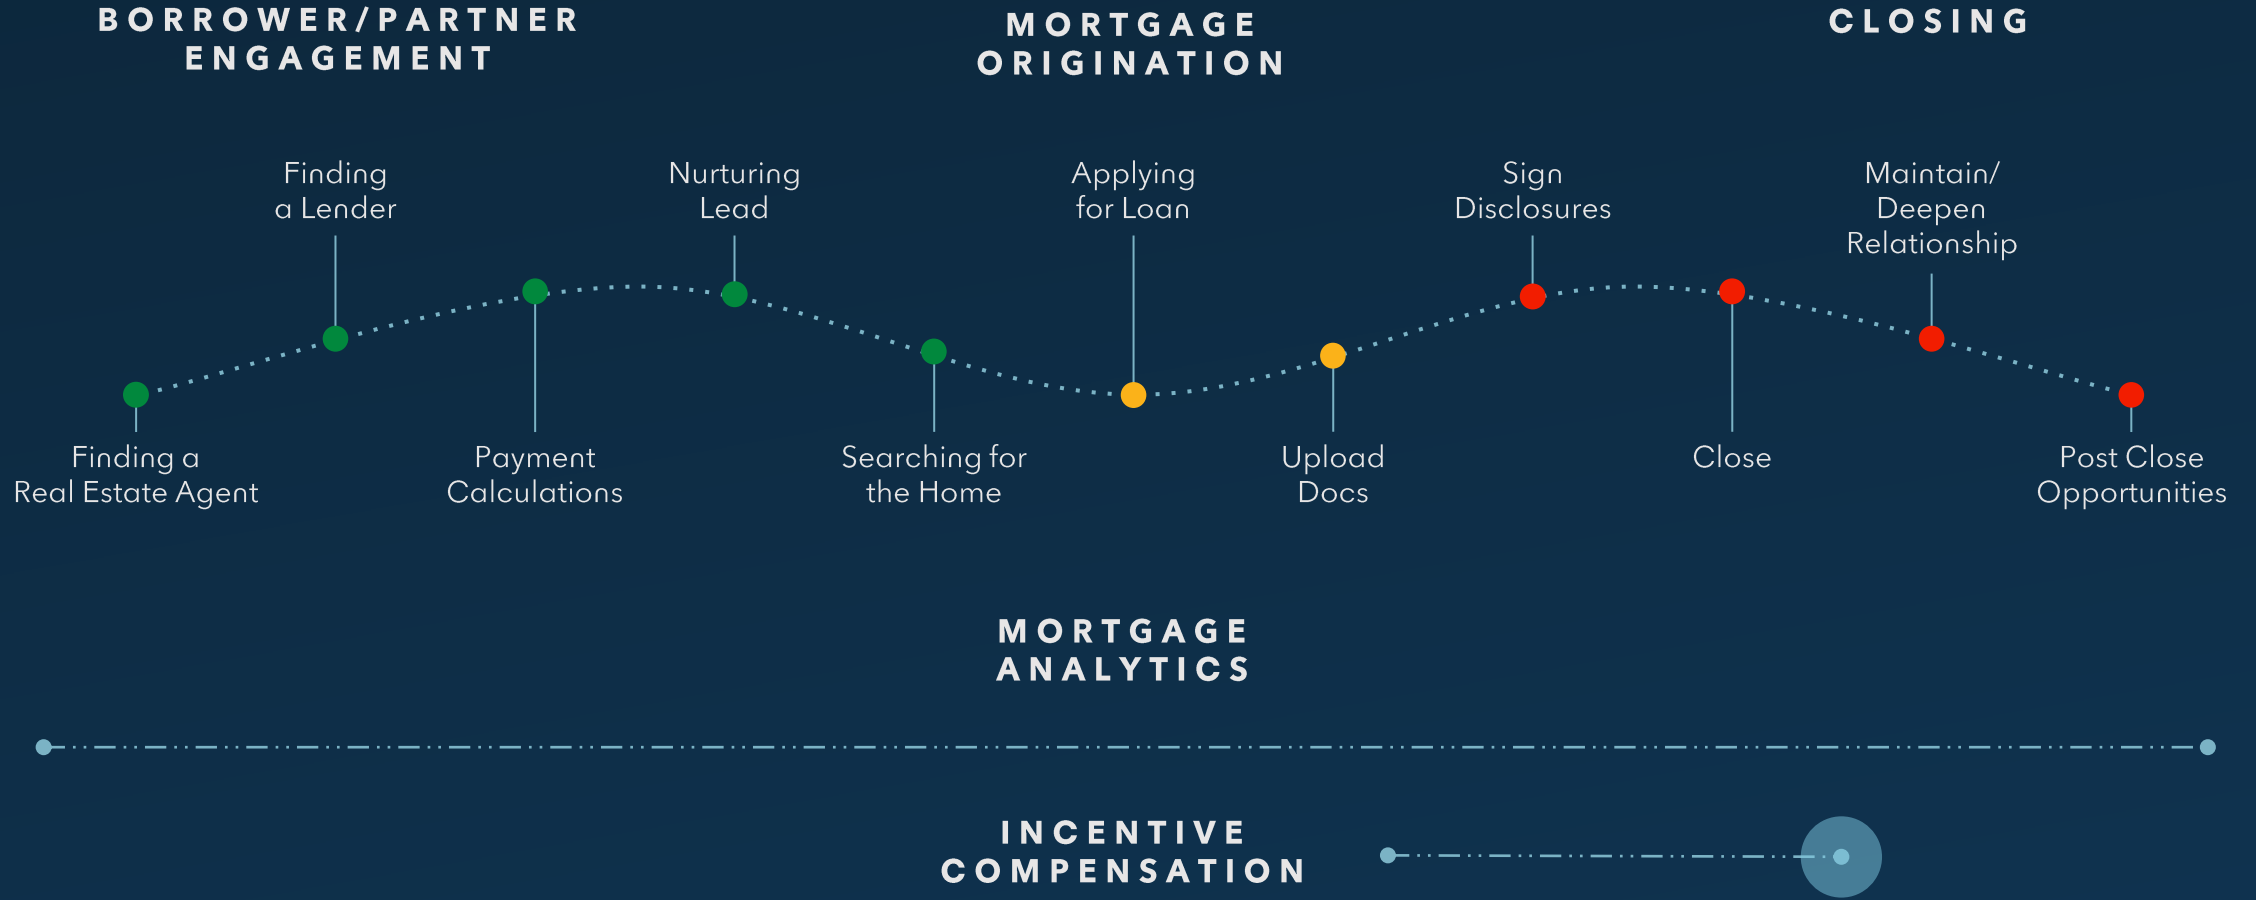 BORROWER/PARTNER
ENGAGEMENT
MORTGAGE
ORIGINATION
CLOSING
Finding
a Lender
Nurturing
Lead
Applying
for Loan
Sign
Disclosures
Maintain/
Deepen
Relationship
Finding a
Real Estate Agent
Payment
Calculations
Searching for
the Home
Upload
Docs
Close
Post Close
Opportunities
MORTGAGE
ANALYTICS
INCENTIVE
COMPENSATION